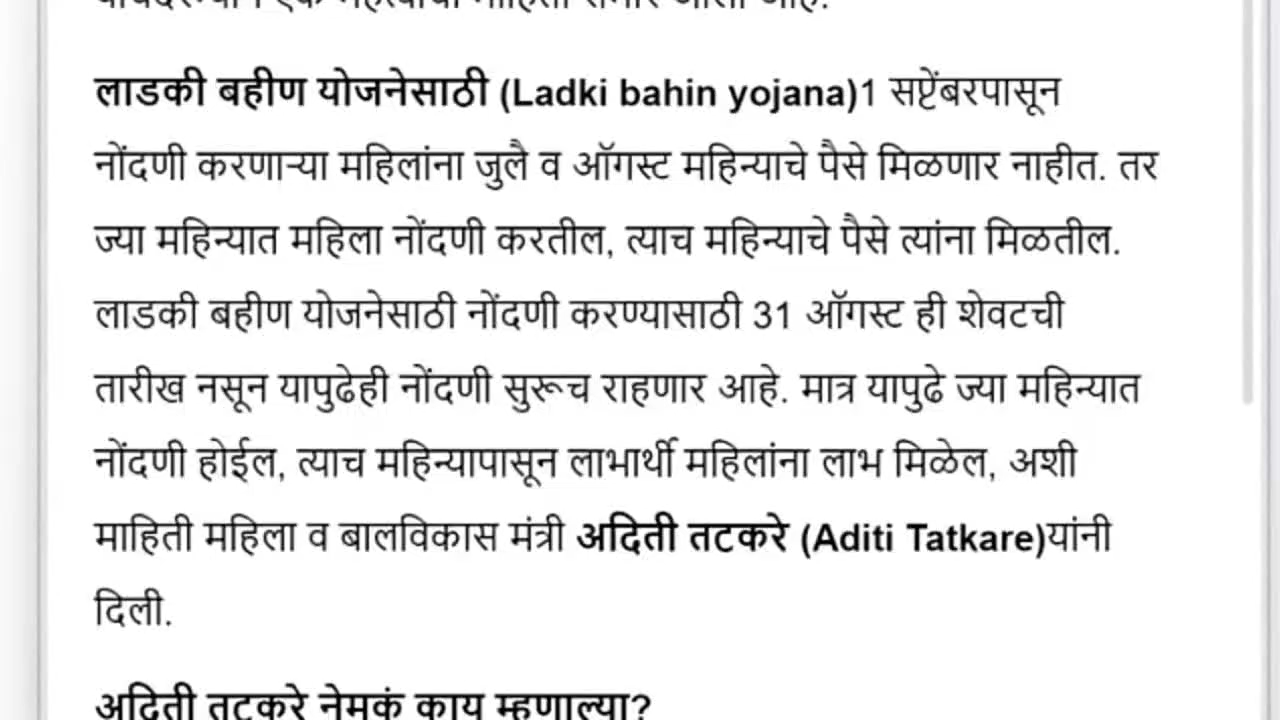 लाडकी बहीण योजनेसाठी (Ladki bahin yojana)1 सप्टेंबरपासून
नोंदणी करणाऱ्या महिलांना जुलै व ऑगस्ट महिन्याचे पैसे मिळणार नाहीत. तर
ज्या महिन्यात महिला नोंदणी करतील, त्याच महिन्याचे पैसे त्यांना मिळतील.
लाडकी बहीण योजनेसाठी नोंदणी करण्यासाठी 31 ऑगस्ट ही शेवटची
तारीख नसून यापुढेही नोंदणी सुरूच राहणार आहे. मात्र यापुढे ज्या महिन्यात
नोंदणी होईल, त्याच महिन्यापासून लाभार्थी महिलांना लाभ मिळेल, अशी
माहिती महिला व बालविकास मंत्री अदिती तटकरे (Aditi Tatkare)यांनी
दिली.
अदिती तटकरे नेमकं काय म्हणाल्या?